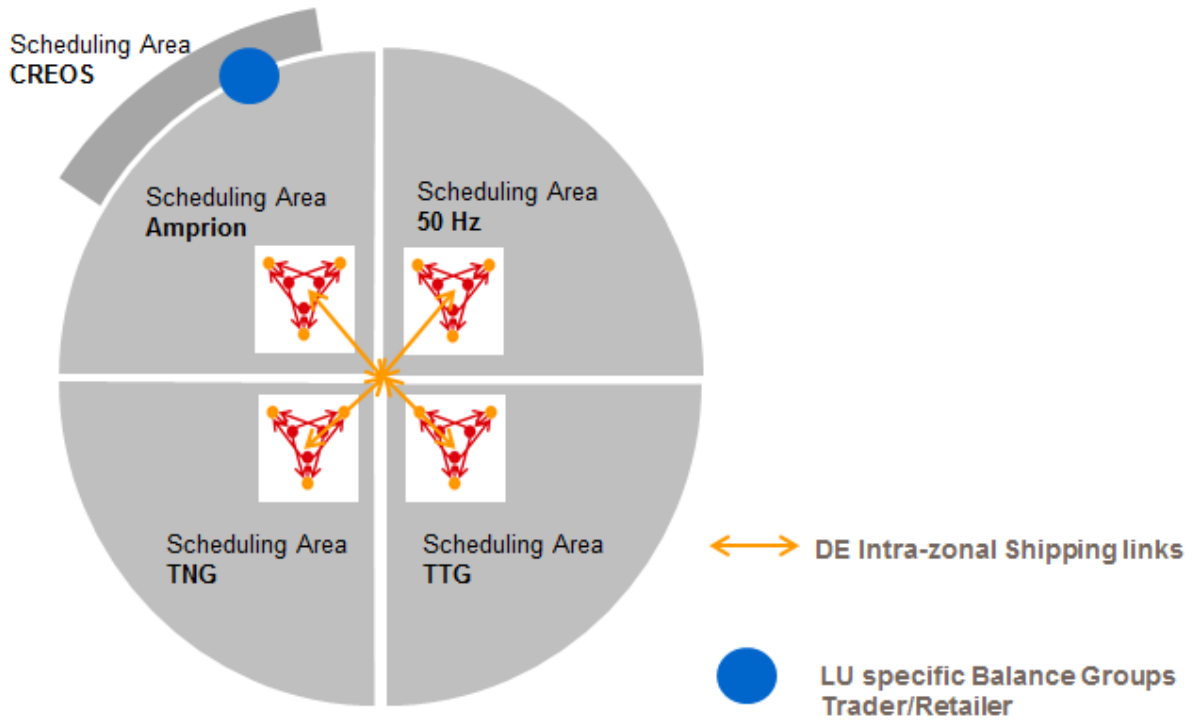 Scheduling Area
CREOS
Scheduling Area
Amprion
Scheduling Area
50 Hz
Scheduling Area
TNG
Scheduling Area
TTG
DE Intra-zonal Shipping links
LU specific Balance Groups
Trader/Retailer